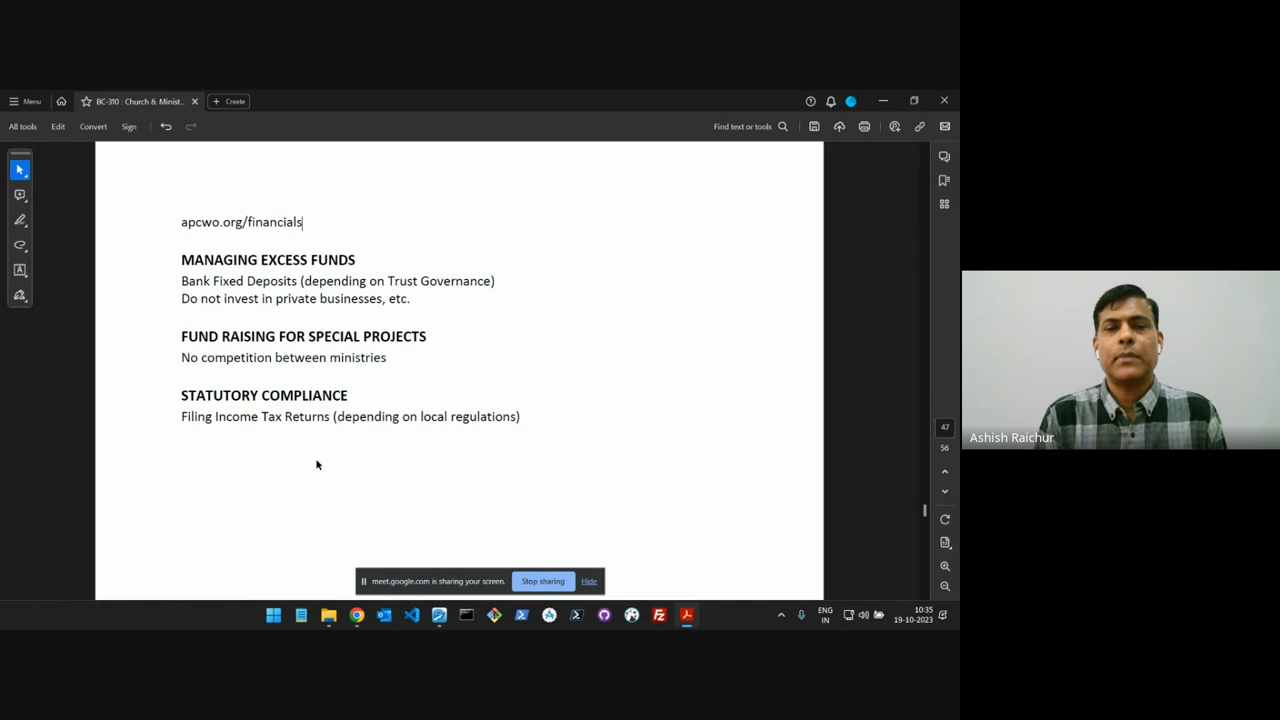 Menu
BC-310 : Church & Minist...
Create
All tools
Edit
Convert
Sign
Find text or tools
apcwo.org/financials
MANAGING EXCESS FUNDS
Bank Fixed Deposits (depending on Trust Governance)
Do not invest in private businesses, etc.
FUND RAISING FOR SPECIAL PROJECTS
No competition between ministries
STATUTORY COMPLIANCE
Filing Income Tax Returns (depending on local regulations)
47
56
Ashish Raichur
meet.google.com is sharing your screen.
Stop sharing
Hide
ENG
IN
10:35
19-10-2023